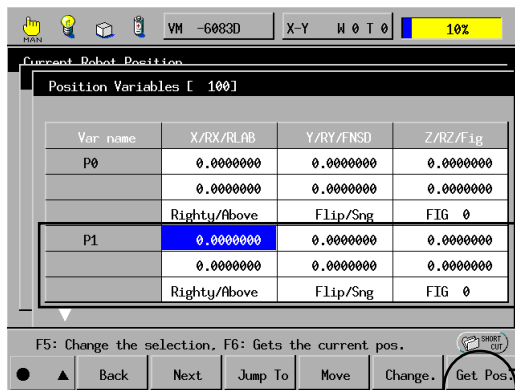 MAN VM -6083D X-Y W 0 T 0 10%
Current Robot Position
Position Variables [ 100]
Var name X/RX/RLAB Y/RY/FNSD Z/RZ/Fig
P0 0.0000000 0.0000000 0.0000000
0.0000000 0.0000000 0.0000000
Righty/Above Flip/Sng FIG 0
P1 0.0000000 0.0000000 0.0000000
0.0000000 0.0000000 0.0000000
Righty/Above Flip/Sng FIG 0
F5: Change the selection, F6: Gets the current pos. SHORT CUT
Back Next Jump To Move Change. Get Pos.